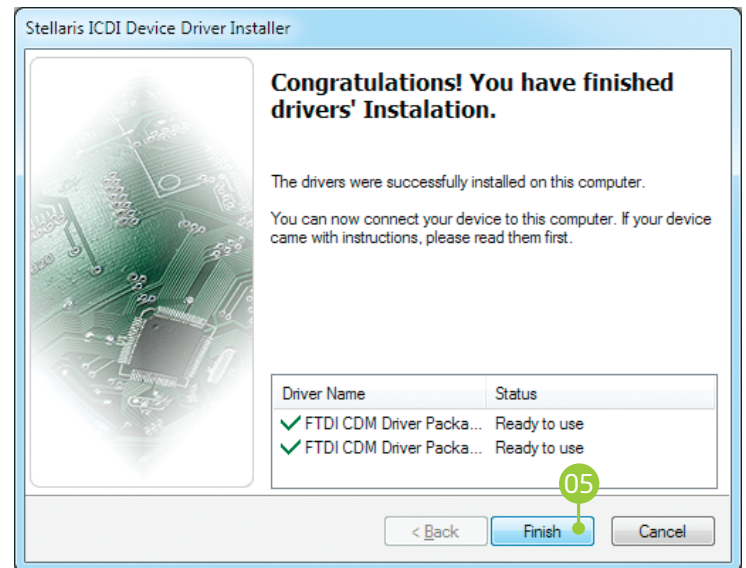 Stellaris ICDI Device Driver Installer
Congratulations! You have finished
drivers' Instalation.
The drivers were successfully installed on this computer.
You can now connect your device to this computer. If your device
came with instructions, please read them first.
Driver Name Status
FTDI CDM Driver Packa... Ready to use
FTDI CDM Driver Packa... Ready to use
05
< Back Finish Cancel